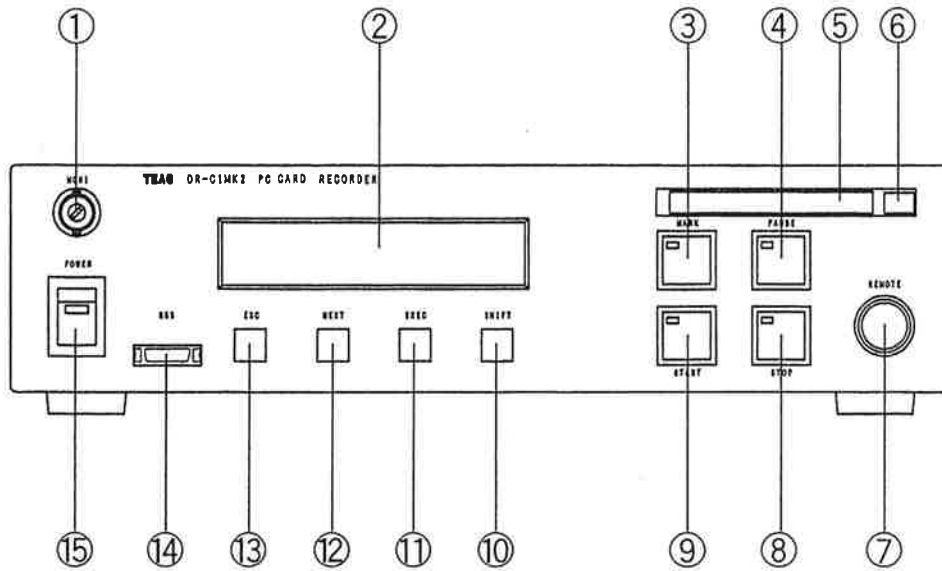 ① ② ③ ④ ⑤ ⑥
MONI
TEAC DR-C1MK2 PC CARD RECORDER
MARK PAUSE
POWER
REMOTE
ESC NEXT EXEC SHIFT
START STOP
⑮ ⑭ ⑬ ⑫ ⑪ ⑩ ⑨ ⑧ ⑦